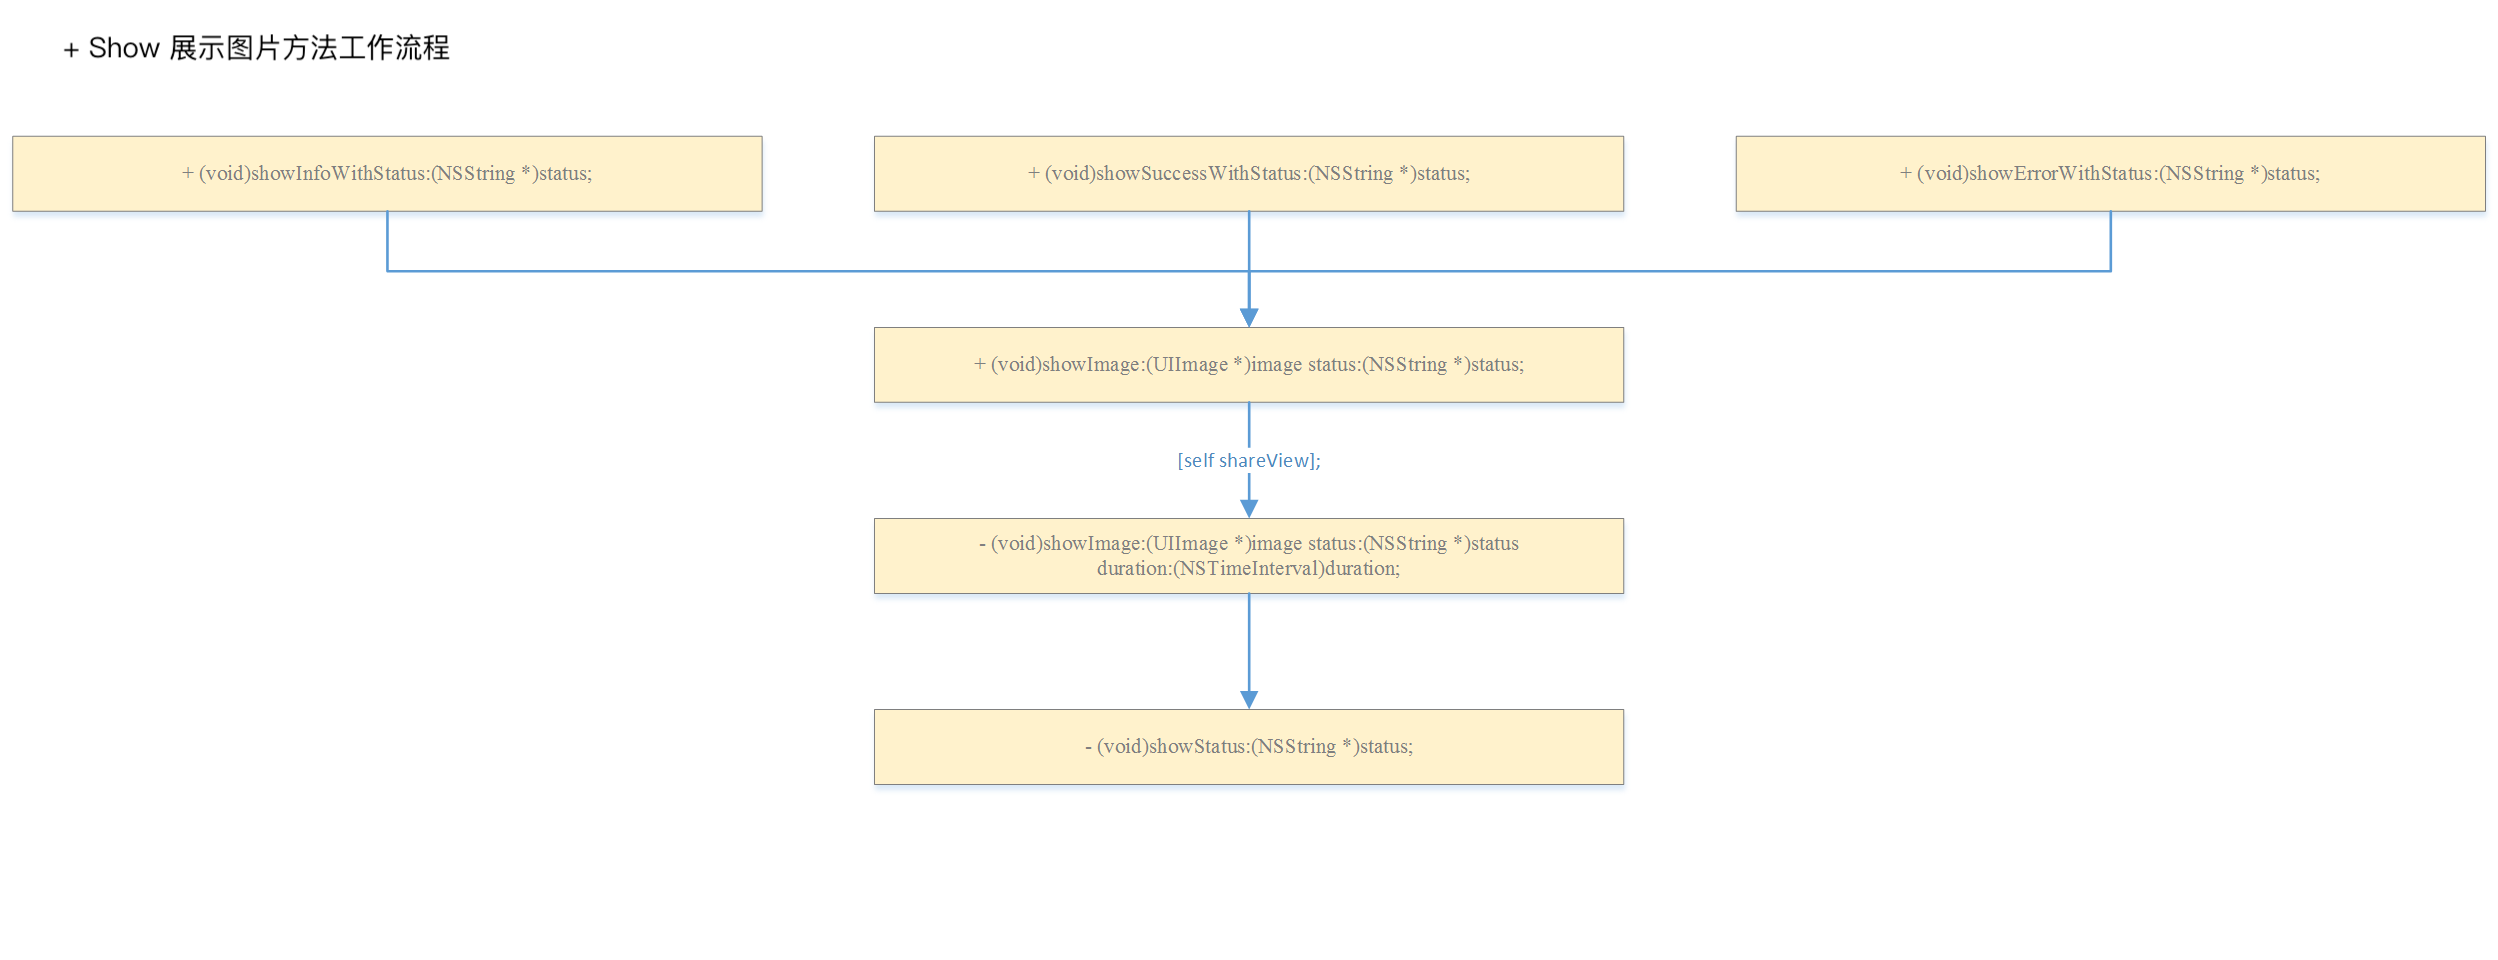 + Show 展示图片方法工作流程
+ (void)showInfoWithStatus:(NSString *)status;
+ (void)showSuccessWithStatus:(NSString *)status;
+ (void)showErrorWithStatus:(NSString *)status;
+ (void)showImage:(UIImage *)image status:(NSString *)status;
[self shareView];
- (void)showImage:(UIImage *)image status:(NSString *)status
duration:(NSTimeInterval)duration;
- (void)showStatus:(NSString *)status;